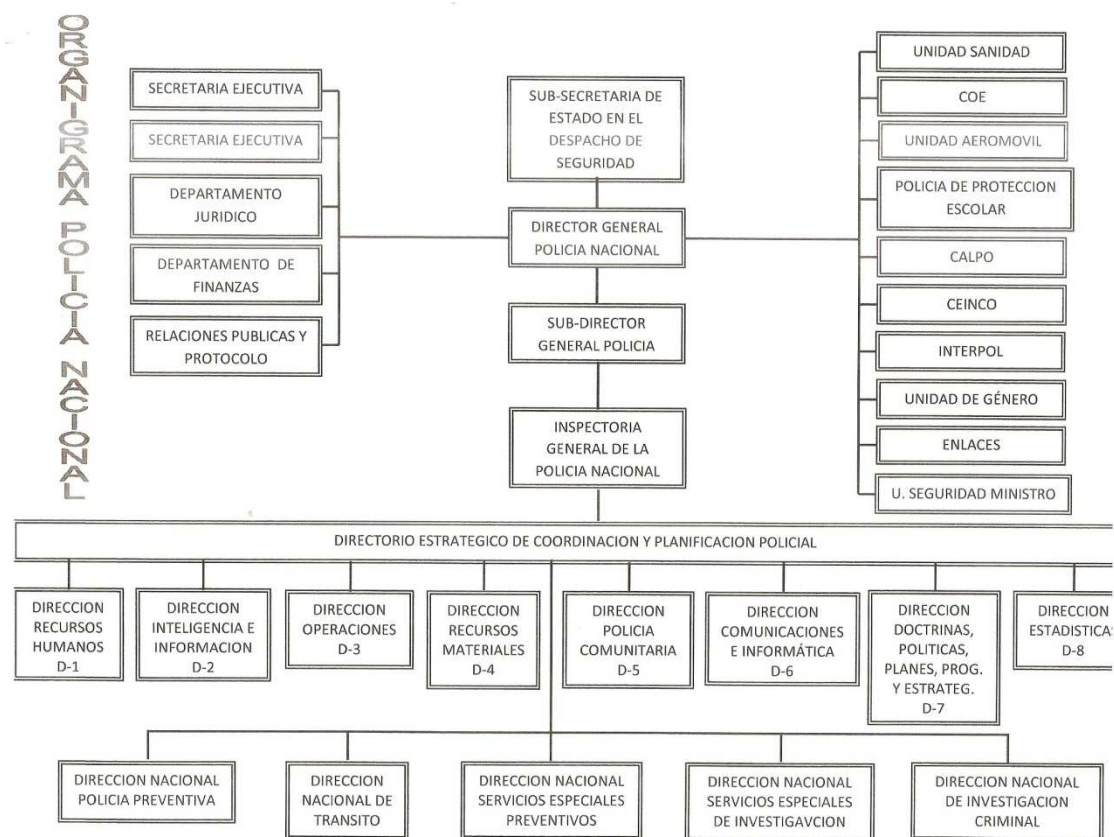 ORGANIGRAMA POLICIA NACIONAL
SECRETARIA EJECUTIVA
SECRETARIA EJECUTIVA
DEPARTAMENTO
JURIDICO
DEPARTAMENTO DE
FINANZAS
RELACIONES PUBLICAS Y
PROTOCOLO
SUB-SECRETARIA DE
ESTADO EN EL
DESPACHO DE
SEGURIDAD
DIRECTOR GENERAL
POLICIA NACIONAL
SUB-DIRECTOR
GENERAL POLICIA
INSPECTORIA
GENERAL DE LA
POLICIA NACIONAL
UNIDAD SANIDAD
COE
UNIDAD AEROMOVIL
POLICIA DE PROTECCION
ESCOLAR
CALPO
CEINCO
INTERPOL
UNIDAD DE GÉNERO
ENLACES
U. SEGURIDAD MINISTRO
DIRECTORIO ESTRATEGICO DE COORDINACION Y PLANIFICACION POLICIAL
DIRECCION
RECURSOS
HUMANOS
D-1
DIRECCION
INTELIGENCIA E
INFORMACION
D-2
DIRECCION
OPERACIONES
D-3
DIRECCION
RECURSOS
MATERIALES
D-4
DIRECCION
POLICIA
COMUNITARIA
D-5
DIRECCION
COMUNICACIONES
E INFORMÁTICA
D-6
DIRECCION
DOCTRINAS,
POLITICAS,
PLANES, PROG.
Y ESTRATEG.
D-7
DIRECCION
ESTADISTICAS
D-8
DIRECCION NACIONAL
POLICIA PREVENTIVA
DIRECCION
NACIONAL DE
TRANSITO
DIRECCION NACIONAL
SERVICIOS ESPECIALES
PREVENTIVOS
DIRECCION NACIONAL
SERVICIOS ESPECIALES
DE INVESTIGAVCION
DIRECCION NACIONAL
DE INVESTIGACION
CRIMINAL